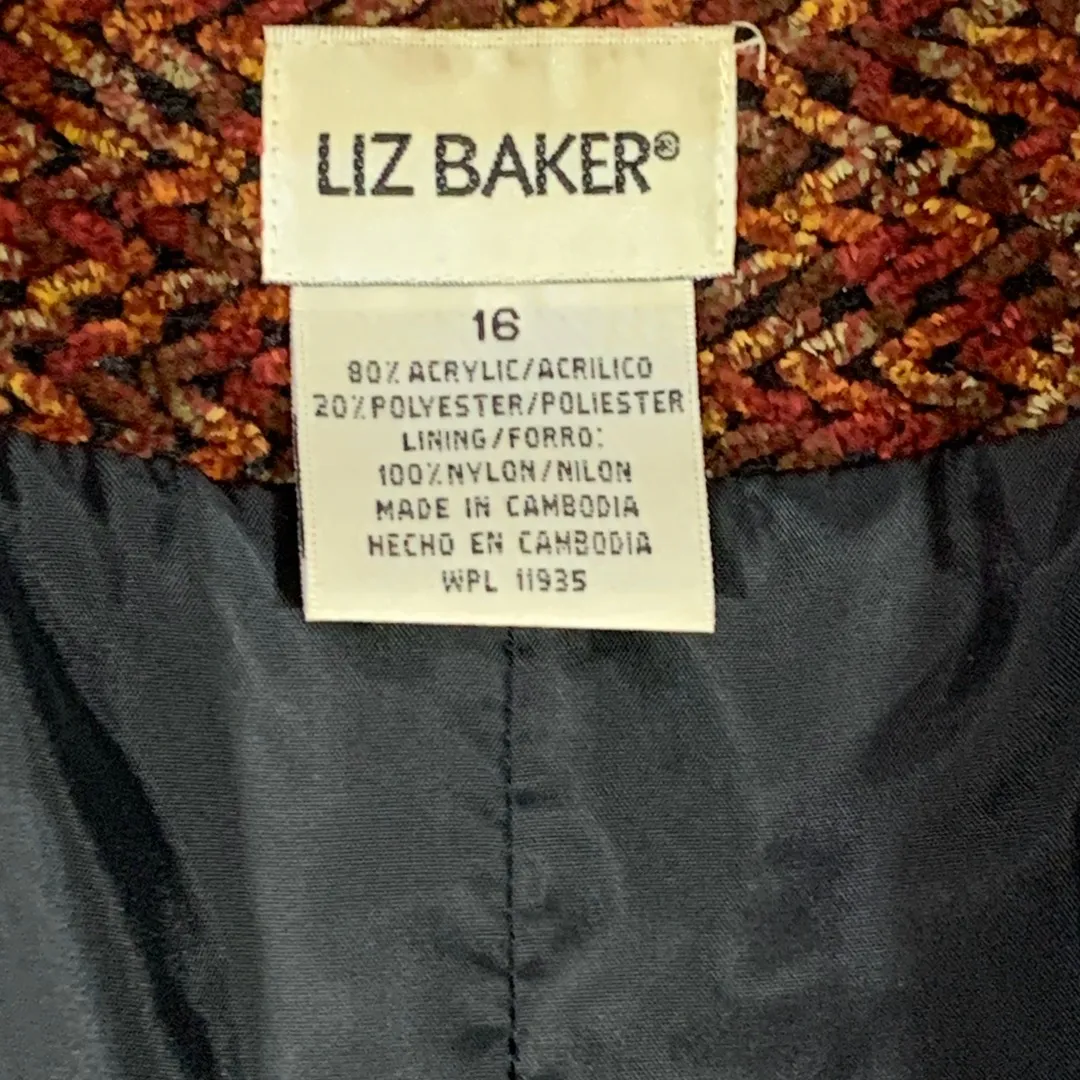 LIZ BAKER®
16
80% ACRYLIC/ACRILICO
20% POLYESTER/POLIESTER
LINING/FORRO:
100% NYLON/NILON
MADE IN CAMBODIA
HECHO EN CAMBODIA
WPL 11935